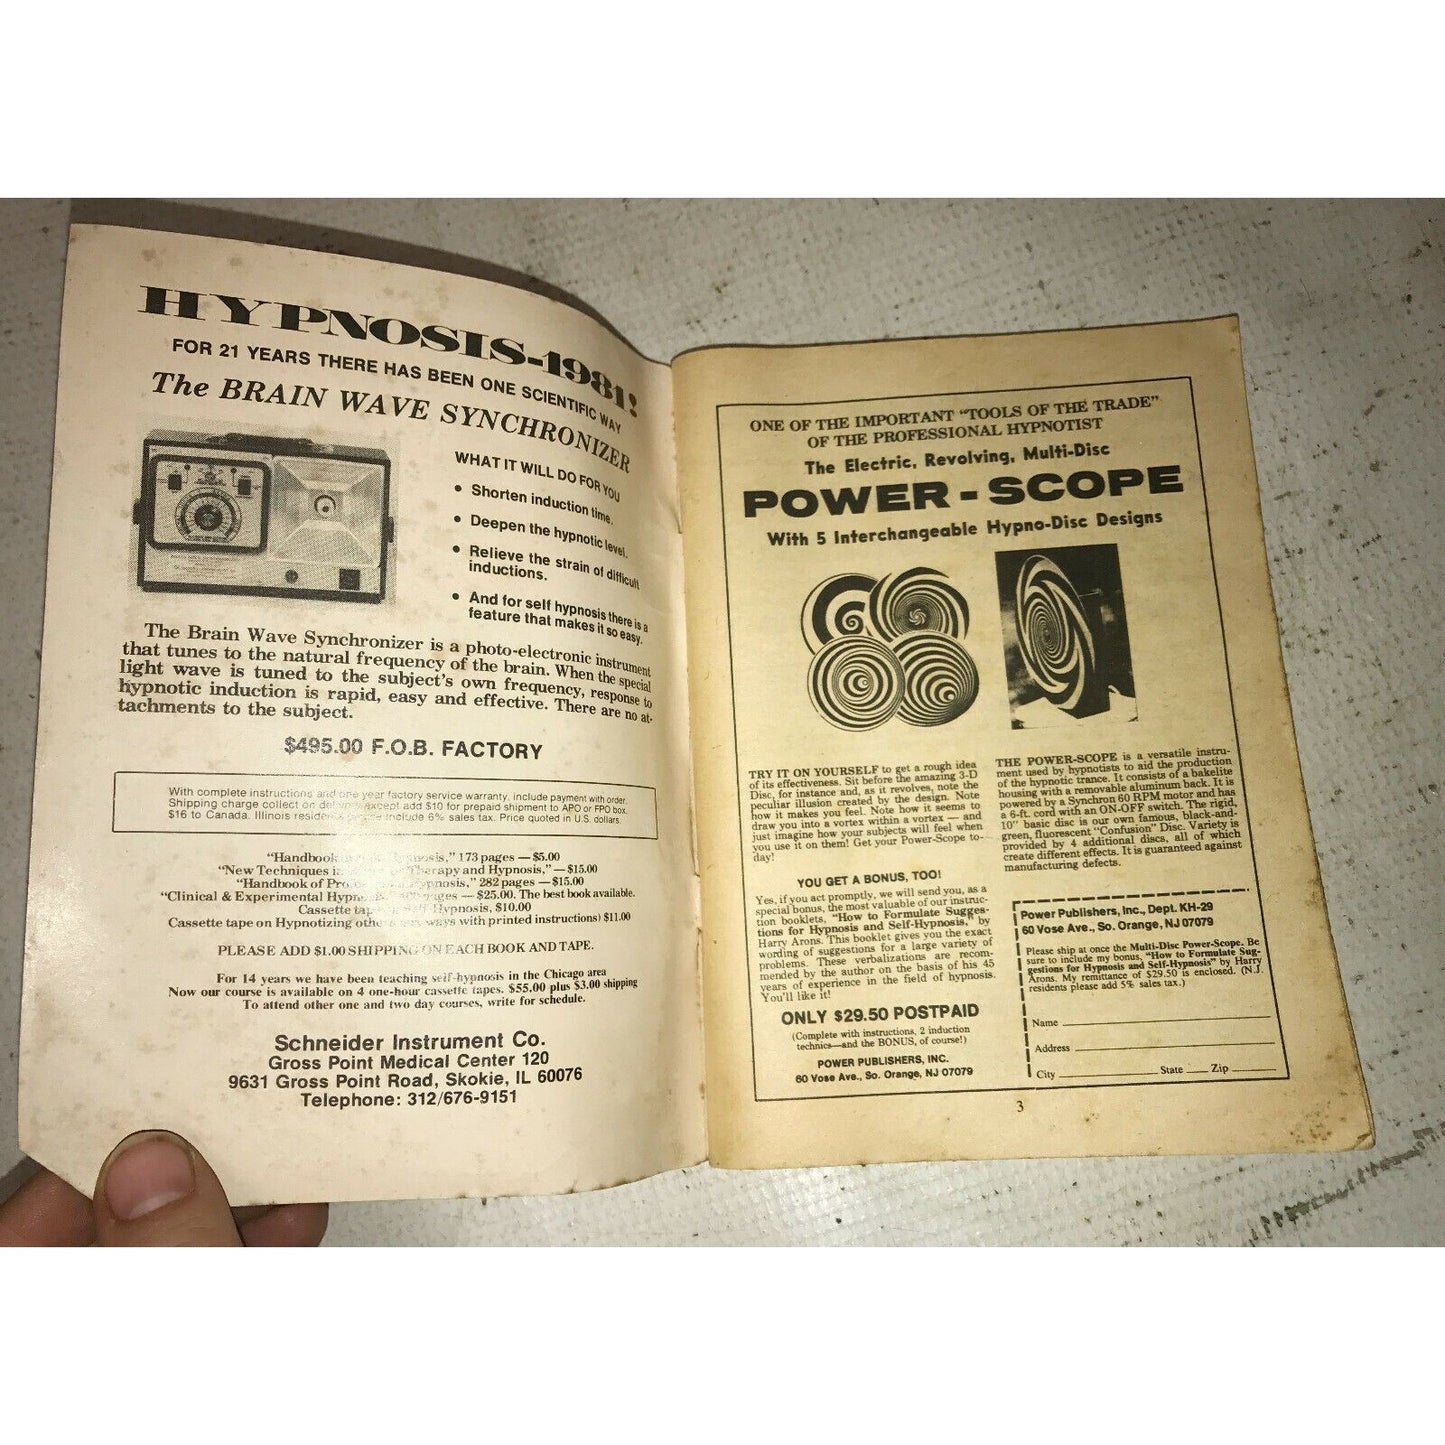 HYPNOSIS-1981!
FOR 21 YEARS THERE HAS BEEN ONE SCIENTIFIC WAY
The BRAIN WAVE SYNCHRONIZER
WHAT IT WILL DO FOR YOU
• Shorten induction time.
• Deepen the hypnotic level.
• Relieve the strain of difficult
inductions.
• And for self hypnosis there is a
feature that makes it so easy.
The Brain Wave Synchronizer is a photo-electronic instrument
that tunes to the natural frequency of the brain. When the special
light wave is tuned to the subject's own frequency, response to
hypnotic induction is rapid, easy and effective. There are no at-
tachments to the subject.
$495.00 F.O.B. FACTORY
With complete instructions and one year factory service warranty, include payment with order.
Shipping charge collect on delivery except add $10 for prepaid shipment to APO or FPO box.
$16 to Canada. Illinois residents include 6% sales tax. Price quoted in U.S. dollars.
"Handbook 173 pages — $5.00
"New Techniques in Therapy and Hypnosis," — $15.00
"Handbook of 282 pages — $15.00
"Clinical & Experimental pages — $25.00. The best book available.
Cassette Hypnosis, $10.00
Cassette tape on Hypnotizing ways with printed instructions) $11.00
PLEASE ADD $1.00 SHIPPING ON EACH BOOK AND TAPE.
For 14 years we have been teaching self-hypnosis in the Chicago area
Now our course is available on 4 one-hour cassette tapes. $55.00 plus $3.00 shipping
To attend other one and two day courses, write for schedule.
Schneider Instrument Co.
Gross Point Medical Center 120
9631 Gross Point Road, Skokie, IL 60076
Telephone: 312/676-9151
ONE OF THE IMPORTANT "TOOLS OF THE TRADE"
OF THE PROFESSIONAL HYPNOTIST
The Electric, Revolving, Multi-Disc
POWER-SCOPE
With 5 Interchangeable Hypno-Disc Designs
TRY IT ON YOURSELF to get a rough idea
of its effectiveness. Sit before the amazing 3-D
Disc, for instance and, as it revolves, note the
peculiar illusion created by the design. Note
how it makes you feel. Note how it seems to
draw you into a vortex within a vortex — and
just imagine how your subjects will feel when
you use it on them! Get your Power-Scope to-
day!
YOU GET A BONUS, TOO!
Yes, if you act promptly, we will send you, as a
special bonus, the most valuable of our instruc-
tion booklets, "How to Formulate Sugges-
tions for Hypnosis and Self-Hypnosis," by
Harry Arons. This booklet gives you the exact
wording of suggestions for a large variety of
problems. These verbalizations are recom-
mended by the author on the basis of his 45
years of experience in the field of hypnosis.
You'll like it!
ONLY $29.50 POSTPAID
(Complete with instructions, 2 induction
technics—and the BONUS, of course!)
POWER PUBLISHERS, INC.
60 Vose Ave., So. Orange, NJ 07079
THE POWER-SCOPE is a versatile instru-
ment used by hypnotists to aid the production
of the hypnotic trance. It consists of a bakelite
housing with a removable aluminum back. It is
powered by a Synchron 60 RPM motor and has
a 6-ft. cord with an ON-OFF switch. The rigid,
10" basic disc is our own famous, black-and-
green, fluorescent "Confusion" Disc. Variety is
provided by 4 additional discs, all of which
create different effects. It is guaranteed against
manufacturing defects.
Power Publishers, Inc., Dept. KH-29
60 Vose Ave., So. Orange, NJ 07079
Please ship at once the Multi-Disc Power-Scope. Be
sure to include my bonus, "How to Formulate Sug-
gestions for Hypnosis and Self-Hypnosis" by Harry
Arons. My remittance of $29.50 is enclosed. (N.J.
residents please add 5% sales tax.)
Name
Address
City State Zip
3